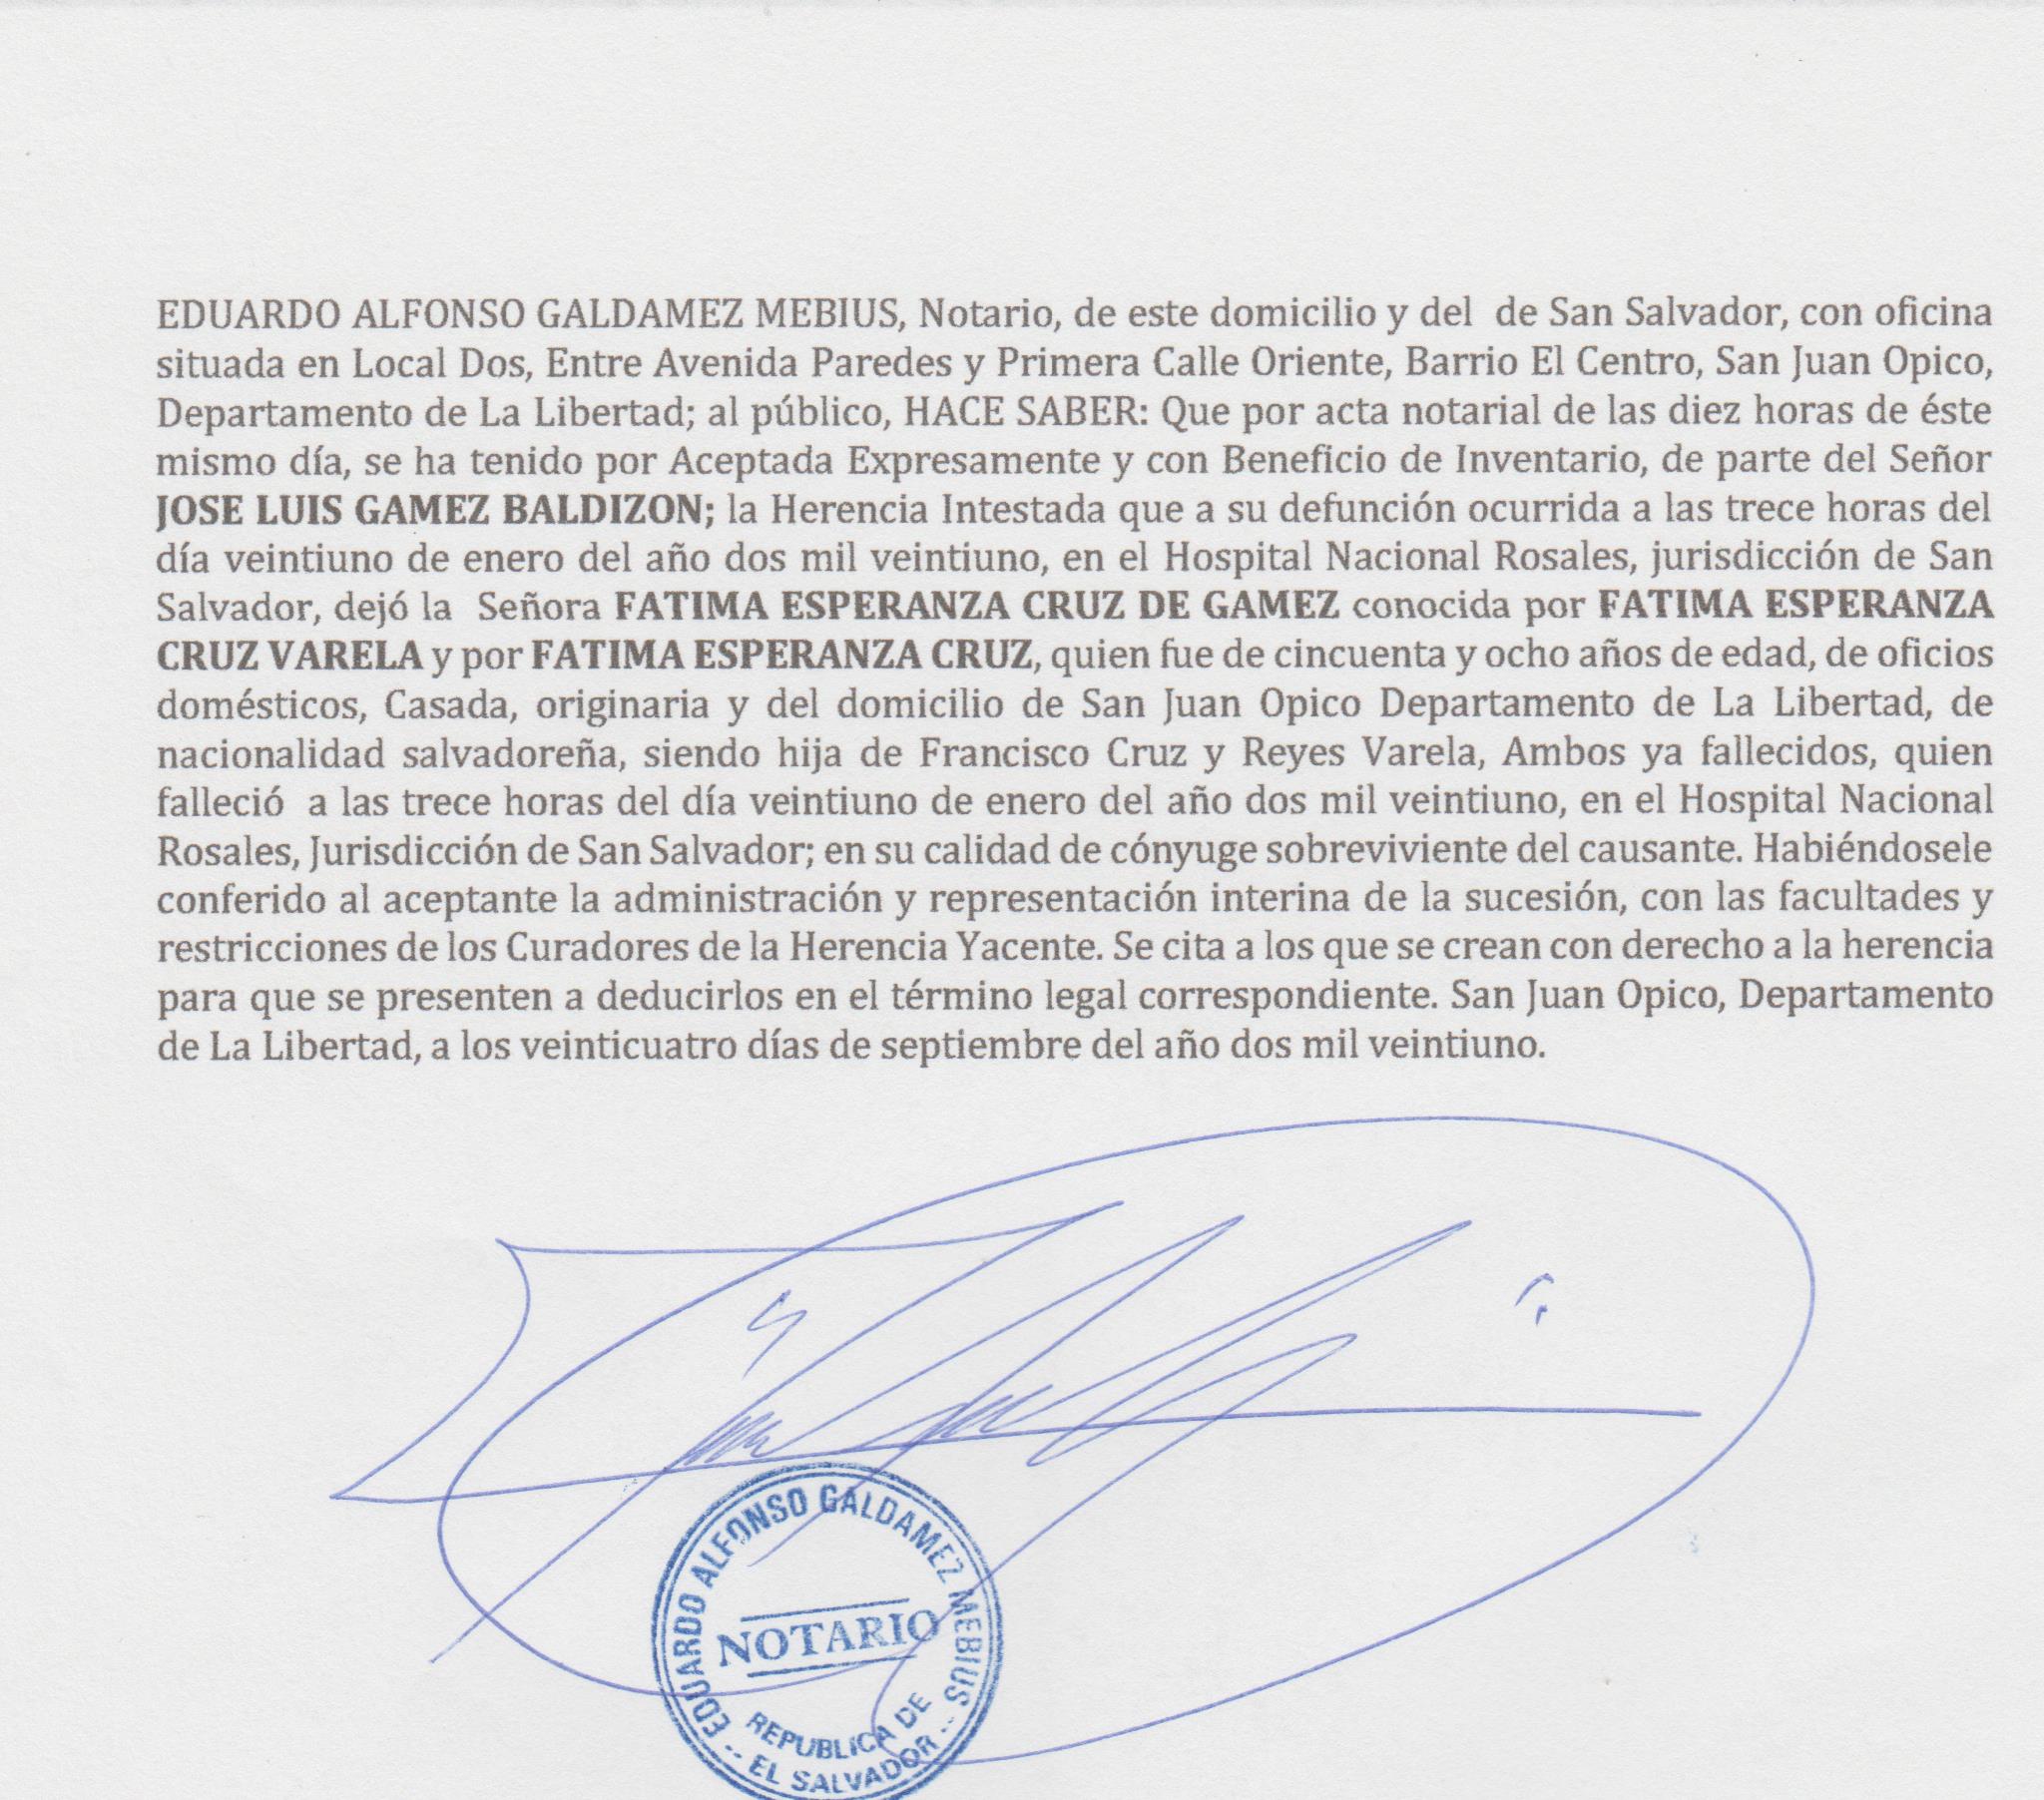 EDUARDO ALFONSO GALDAMEZ MEBIUS, Notario, de este domicilio y del de San Salvador, con oficina
situada en Local Dos, Entre Avenida Paredes y Primera Calle Oriente, Barrio El Centro, San Juan Opico,
Departamento de La Libertad; al público, HACE SABER: Que por acta notarial de las diez horas de éste
mismo día, se ha tenido por Aceptada Expresamente y con Beneficio de Inventario, de parte del Señor
JOSE LUIS GAMEZ BALDIZON; la Herencia Intestada que a su defunción ocurrida a las trece horas del
día veintiuno de enero del año dos mil veintiuno, en el Hospital Nacional Rosales, jurisdicción de San
Salvador, dejó la Señora FATIMA ESPERANZA CRUZ DE GAMEZ conocida por FATIMA ESPERANZA
CRUZ VARELA y por FATIMA ESPERANZA CRUZ, quien fue de cincuenta y ocho años de edad, de oficios
domésticos, Casada, originaria y del domicilio de San Juan Opico Departamento de La Libertad, de
nacionalidad salvadoreña, siendo hija de Francisco Cruz y Reyes Varela, Ambos ya fallecidos, quien
falleció a las trece horas del día veintiuno de enero del año dos mil veintiuno, en el Hospital Nacional
Rosales, Jurisdicción de San Salvador; en su calidad de cónyuge sobreviviente del causante. Habiéndosele
conferido al aceptante la administración y representación interina de la sucesión, con las facultades y
restricciones de los Curadores de la Herencia Yacente. Se cita a los que se crean con derecho a la herencia
para que se presenten a deducirlos en el término legal correspondiente. San Juan Opico, Departamento
de La Libertad, a los veinticuatro días de septiembre del año dos mil veintiuno.
EDUARDO ALFONSO GALDAMEZ MEBIUS
NOTARIO
REPUBLICA DE
-- EL SALVADOR --